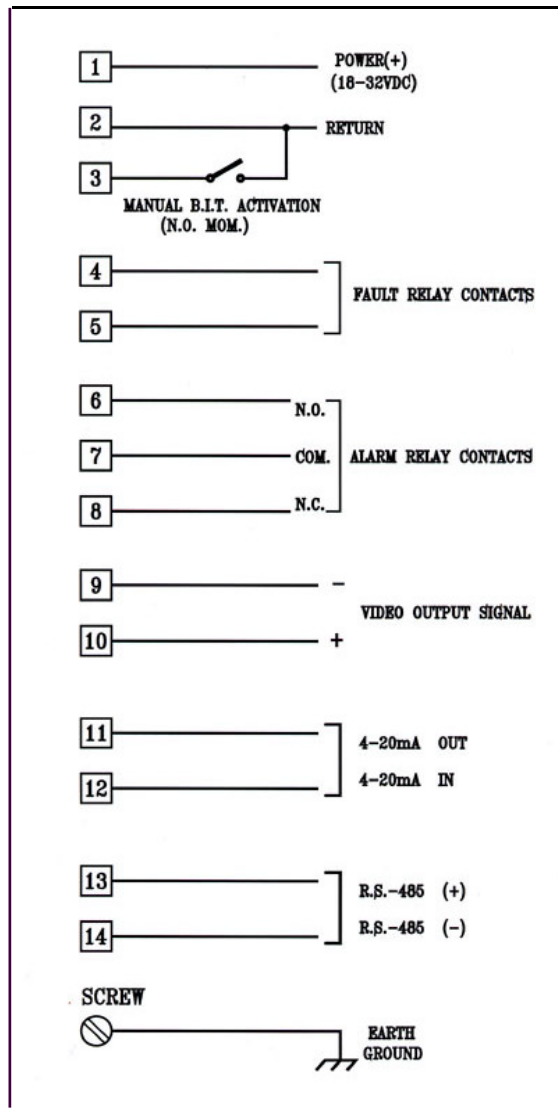 1 POWER(+)
(18-32VDC)
2 RETURN
3
MANUAL B.I.T. ACTIVATION
(N.O. MOM.)
4
FAULT RELAY CONTACTS
5
6 N.O.
7 COM. ALARM RELAY CONTACTS
8 N.C.
9 -
VIDEO OUTPUT SIGNAL
10 +
11 4-20mA OUT
12 4-20mA IN
13 R.S.-485 (+)
14 R.S.-485 (-)
SCREW
EARTH
GROUND